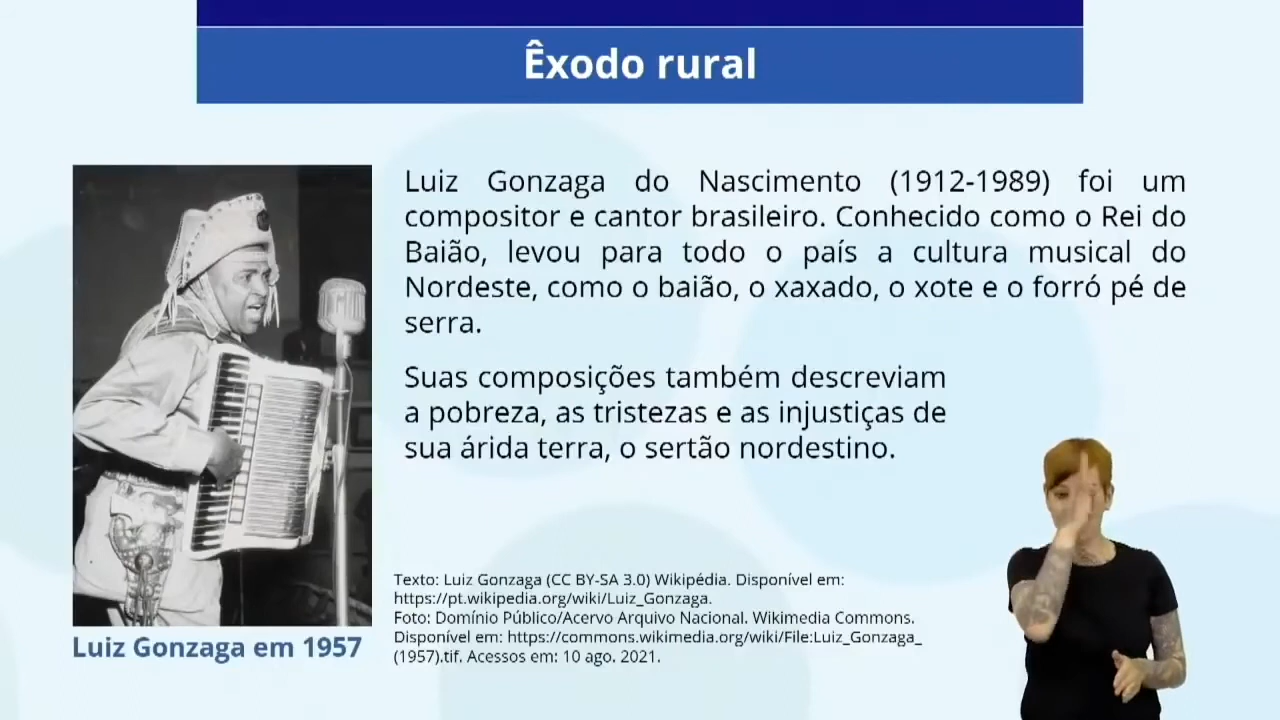 Êxodo rural
Luiz Gonzaga do Nascimento (1912-1989) foi um
compositor e cantor brasileiro. Conhecido como o Rei do
Baião, levou para todo o país a cultura musical do
Nordeste, como o baião, o xaxado, o xote e o forró pé de
serra.
Suas composições também descreviam
a pobreza, as tristezas e as injustiças de
sua árida terra, o sertão nordestino.
Texto: Luiz Gonzaga (CC BY-SA 3.0) Wikipédia. Disponível em:
https://pt.wikipedia.org/wiki/Luiz_Gonzaga.
Foto: Domínio Público/Acervo Arquivo Nacional. Wikimedia Commons.
Disponível em: https://commons.wikimedia.org/wiki/File:Luiz_Gonzaga_
(1957).tif. Acessos em: 10 ago. 2021.
Luiz Gonzaga em 1957